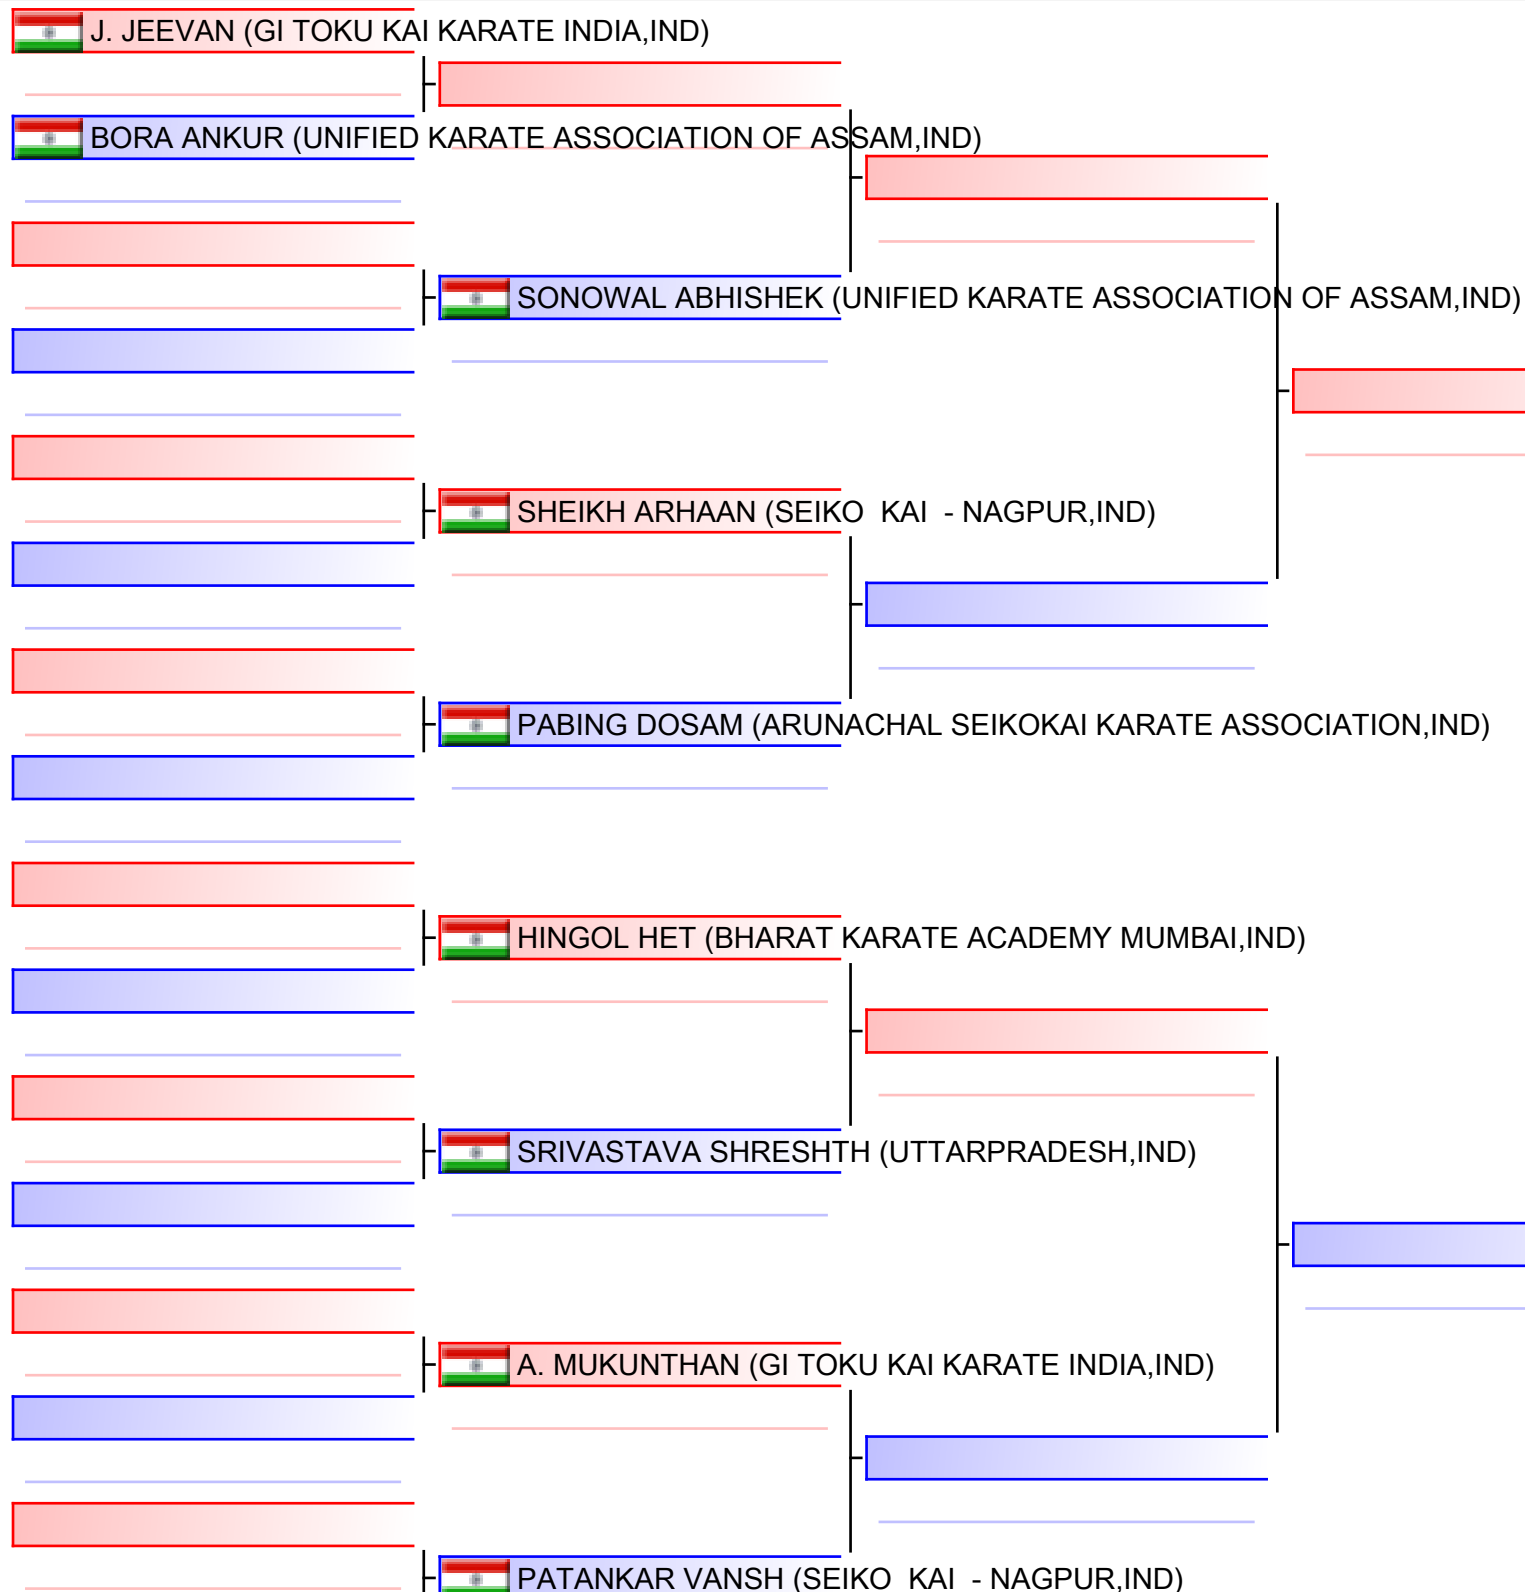 J. JEEVAN (GI TOKU KAI KARATE INDIA,IND)
BORA ANKUR (UNIFIED KARATE ASSOCIATION OF ASSAM,IND)
SONOWAL ABHISHEK (UNIFIED KARATE ASSOCIATION OF ASSAM,IND)
SHEIKH ARHAAN (SEIKO  KAI  - NAGPUR,IND)
PABING DOSAM (ARUNACHAL SEIKOKAI KARATE ASSOCIATION,IND)
HINGOL HET (BHARAT KARATE ACADEMY MUMBAI,IND)
SRIVASTAVA SHRESHTH (UTTARPRADESH,IND)
A. MUKUNTHAN (GI TOKU KAI KARATE INDIA,IND)
PATANKAR VANSH (SEIKO  KAI  - NAGPUR,IND)